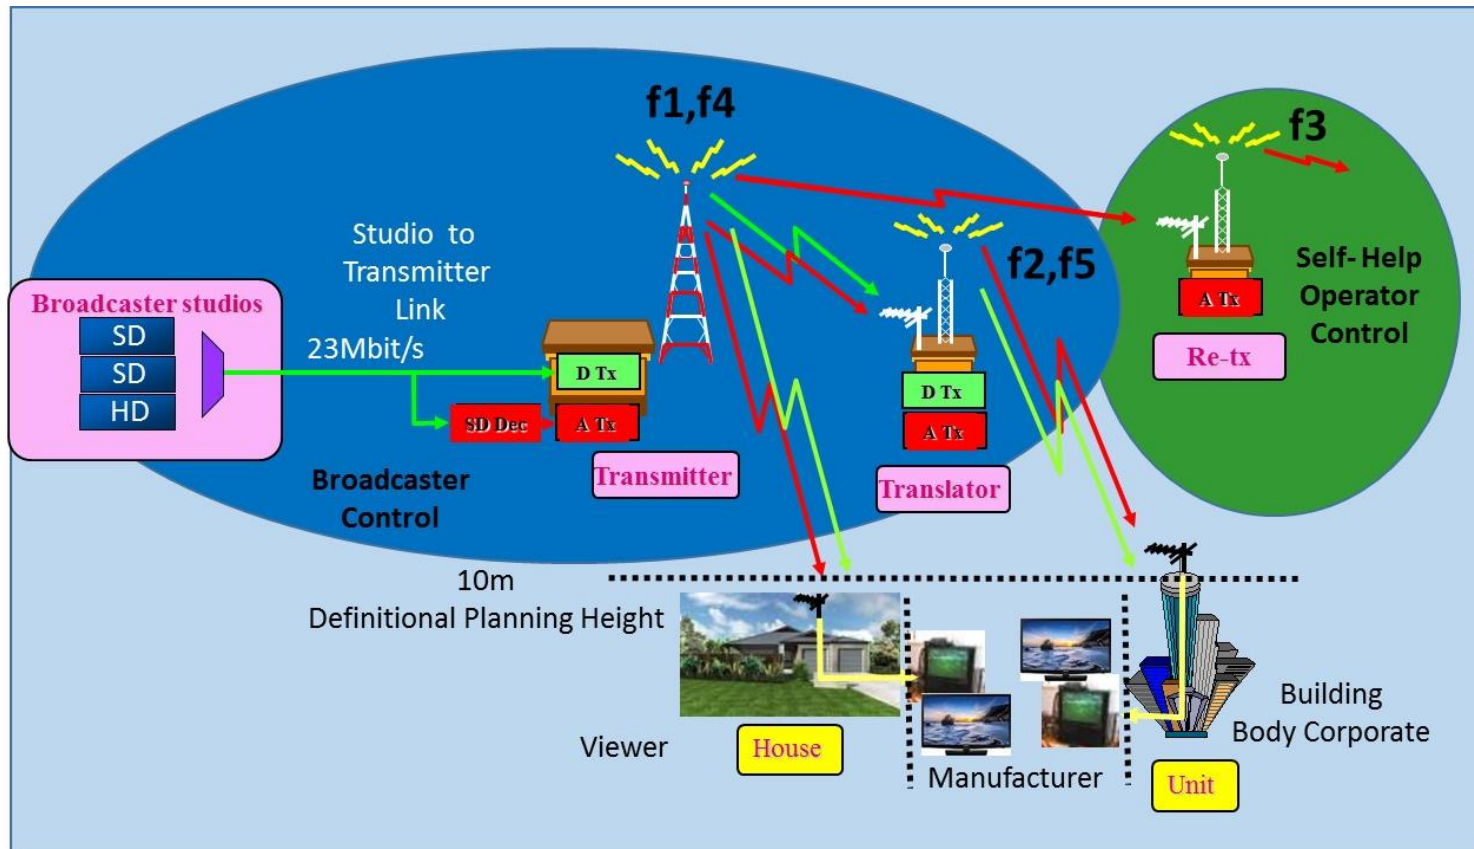 f1,f4
f3
Studio to
Transmitter
Link
23Mbit/s
Broadcaster studios
SD
SD
HD
D Tx
SD Dec
A Tx
Transmitter
Broadcaster
Control
f2,f5
D Tx
A Tx
Translator
A Tx
Re-tx
Self- Help
Operator
Control
10m
Definitional Planning Height
Viewer
House
Manufacturer
Unit
Building
Body Corporate